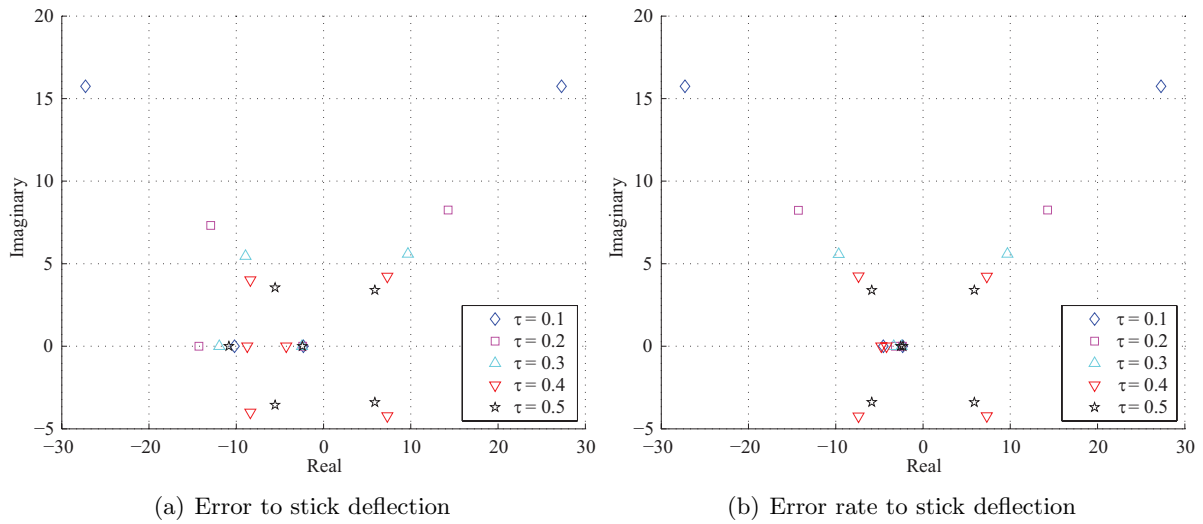 20
15
10
5
0
−5
Imaginary
−30
−20
−10
0
10
20
30
Real
τ = 0.1
τ = 0.2
τ = 0.3
τ = 0.4
τ = 0.5
(a) Error to stick deflection
20
15
10
5
0
−5
Imaginary
−30
−20
−10
0
10
20
30
Real
τ = 0.1
τ = 0.2
τ = 0.3
τ = 0.4
τ = 0.5
(b) Error rate to stick deflection